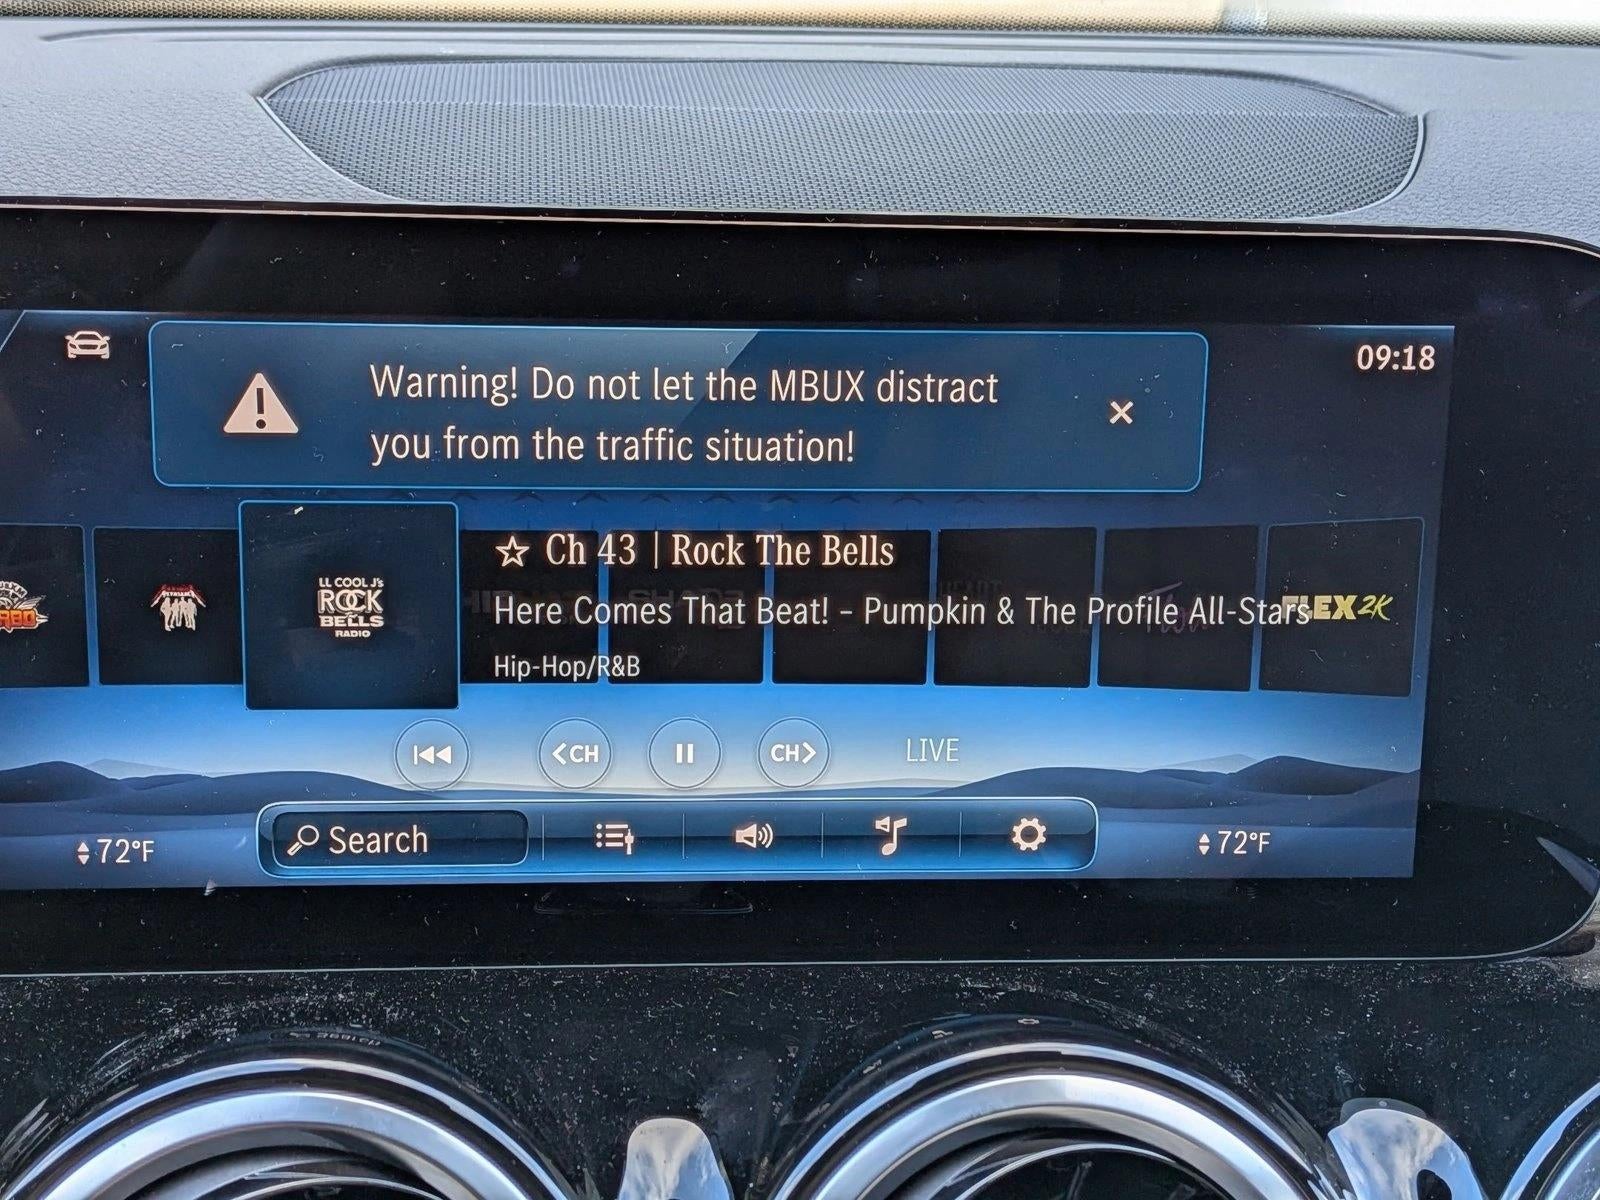 Warning! Do not let the MBUX distract
you from the traffic situation!
09:18
METALLICA
LL COOL J's
ROCK
THE
BELLS
RADIO
☆ Ch 43 | Rock The Bells
Here Comes That Beat! - Pumpkin & The Profile All-Stars
Hip-Hop/R&B
FLEX2K
<CH
CH>
LIVE
72°F
Search
72°F